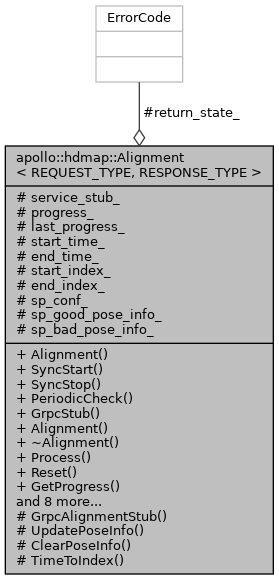 ErrorCode
#return_state_
apollo::hdmap::Alignment
< REQUEST_TYPE, RESPONSE_TYPE >
# service_stub_
# progress_
# last_progress_
# start_time_
# end_time_
# start_index_
# end_index_
# sp_conf_
# sp_good_pose_info_
# sp_bad_pose_info_
+ Alignment()
+ SyncStart()
+ SyncStop()
+ PeriodicCheck()
+ GrpcStub()
+ Alignment()
+ ~Alignment()
+ Process()
+ Reset()
+ GetProgress()
and 8 more...
# GrpcAlignmentStub()
# UpdatePoseInfo()
# ClearPoseInfo()
# TimeToIndex()